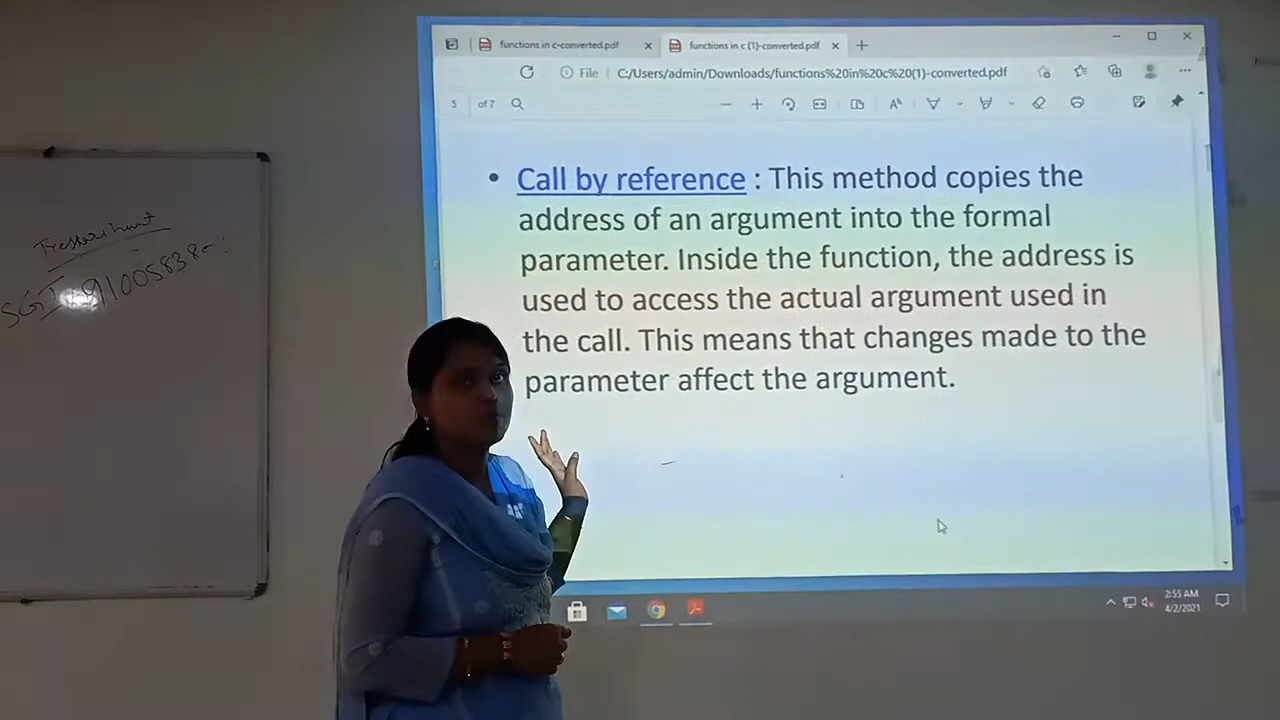 functions in c-converted.pdf
functions in c (1)-converted.pdf
File
C:/Users/admin/Downloads/functions%20in%20c%20(1)-converted.pdf
5 of 7
• Call by reference : This method copies the
address of an argument into the formal
parameter. Inside the function, the address is
used to access the actual argument used in
the call. This means that changes made to the
parameter affect the argument.
2:55 AM
4/2/2021